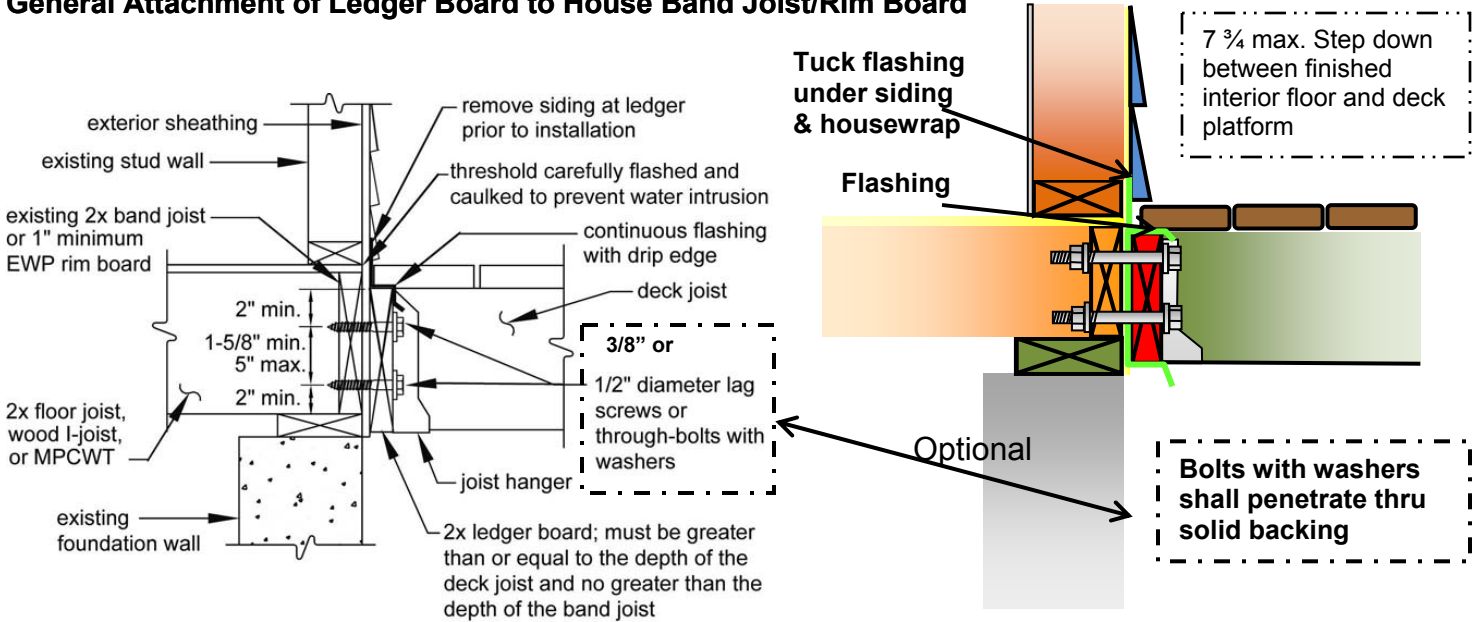 General Attachment of Ledger Board to House Band Joist/Rim Board
exterior sheathing
existing stud wall
existing 2x band joist
or 1" minimum
EWP rim board
2" min.
1-5/8" min.
5" max.
2" min.
2x floor joist,
wood I-joist,
or MPCWT
existing
foundation wall
remove siding at ledger
prior to installation
threshold carefully flashed and
caulked to prevent water intrusion
continuous flashing
with drip edge
deck joist
3/8” or
1/2" diameter lag
screws or
through-bolts with
washers
joist hanger
2x ledger board; must be greater
than or equal to the depth of the
deck joist and no greater than the
depth of the band joist
Tuck flashing
under siding
& housewrap
Flashing
7 ¾ max. Step down
between finished
interior floor and deck
platform
Optional
Bolts with washers
shall penetrate thru
solid backing